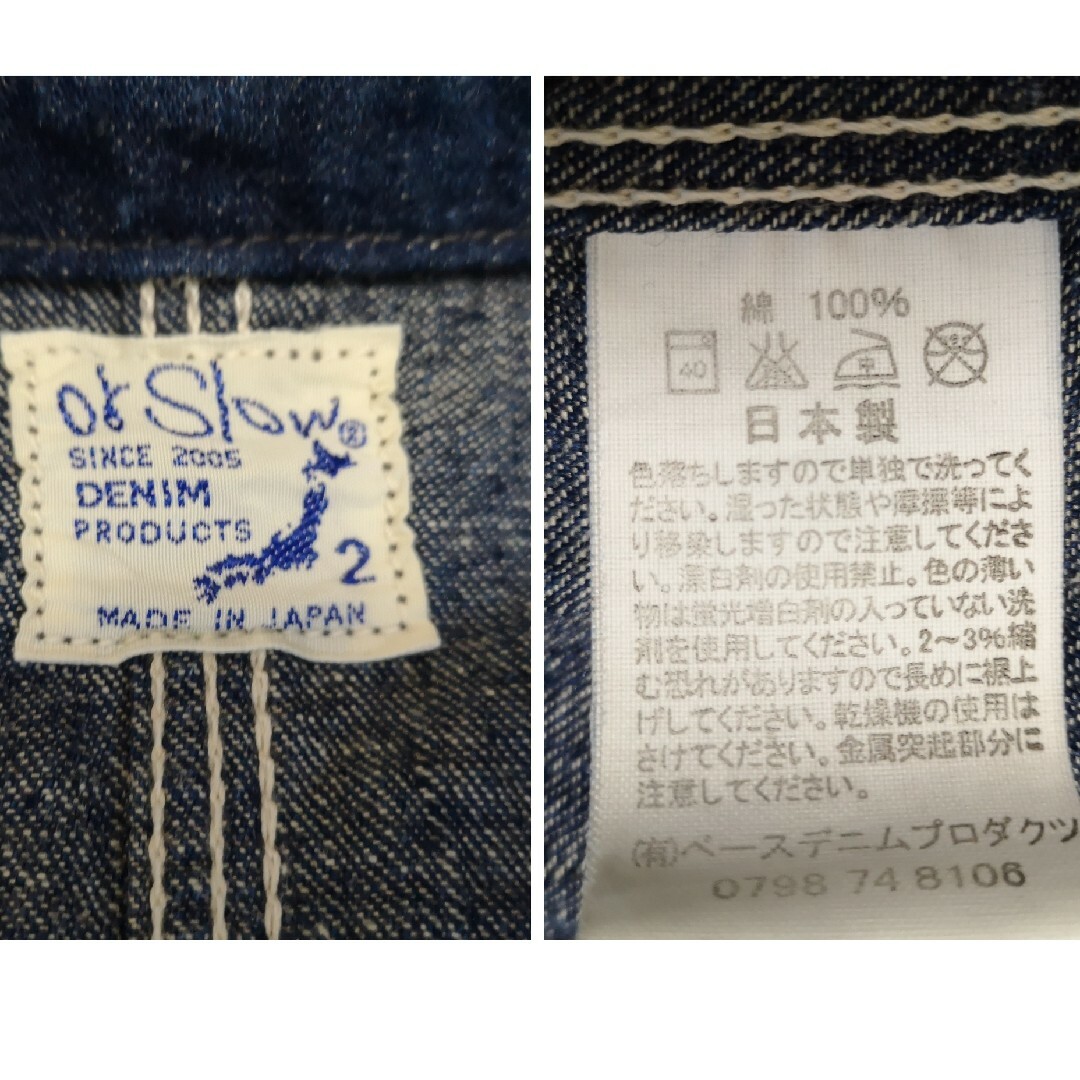 or Slow®
SINCE 2005
DENIM
PRODUCTS
2
MADE IN JAPAN
綿 100%
40
中
日本製
色落ちしますので単独で洗ってく
ださい。湿った状態や摩擦等によ
り移染しますので注意してくださ
い。漂白剤の使用禁止。色の薄い
物は蛍光増白剤の入っていない洗
剤を使用してください。2〜3%縮
む恐れがありますので長めに裾上
げしてください。乾燥機の使用は
さけてください。金属突起部分に
注意してください。
(有)ベースデニムプロダクツ
0798 74 8106